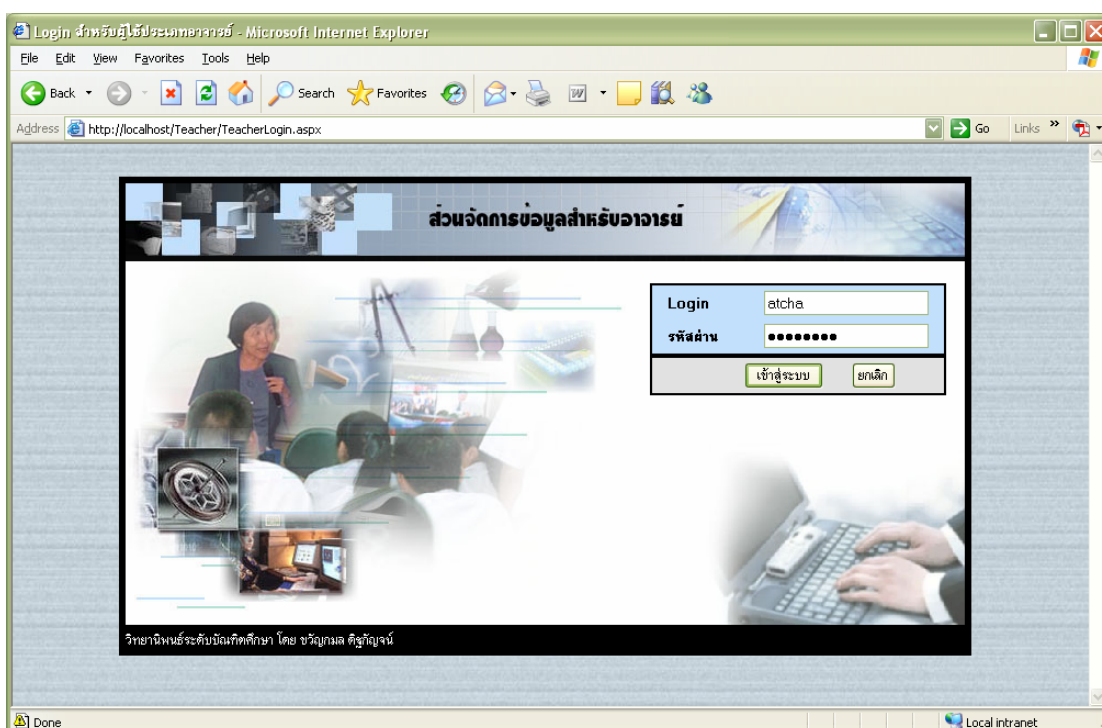 Login สำหรับผู้ใช้ประเภทอาจารย์ - Microsoft Internet Explorer
File Edit View Favorites Tools Help
Back Search Favorites
Address http://localhost/Teacher/TeacherLogin.aspx Go Links »
ส่วนจัดการข้อมูลสำหรับอาจารย์
Login atcha
รหัสผ่าน ●●●●●●●●
เข้าสู่ระบบ ยกเลิก
วิทยานิพนธ์ระดับบัณฑิตศึกษา โดย ขวัญกมล ดิฐกัญจน์
Done Local intranet